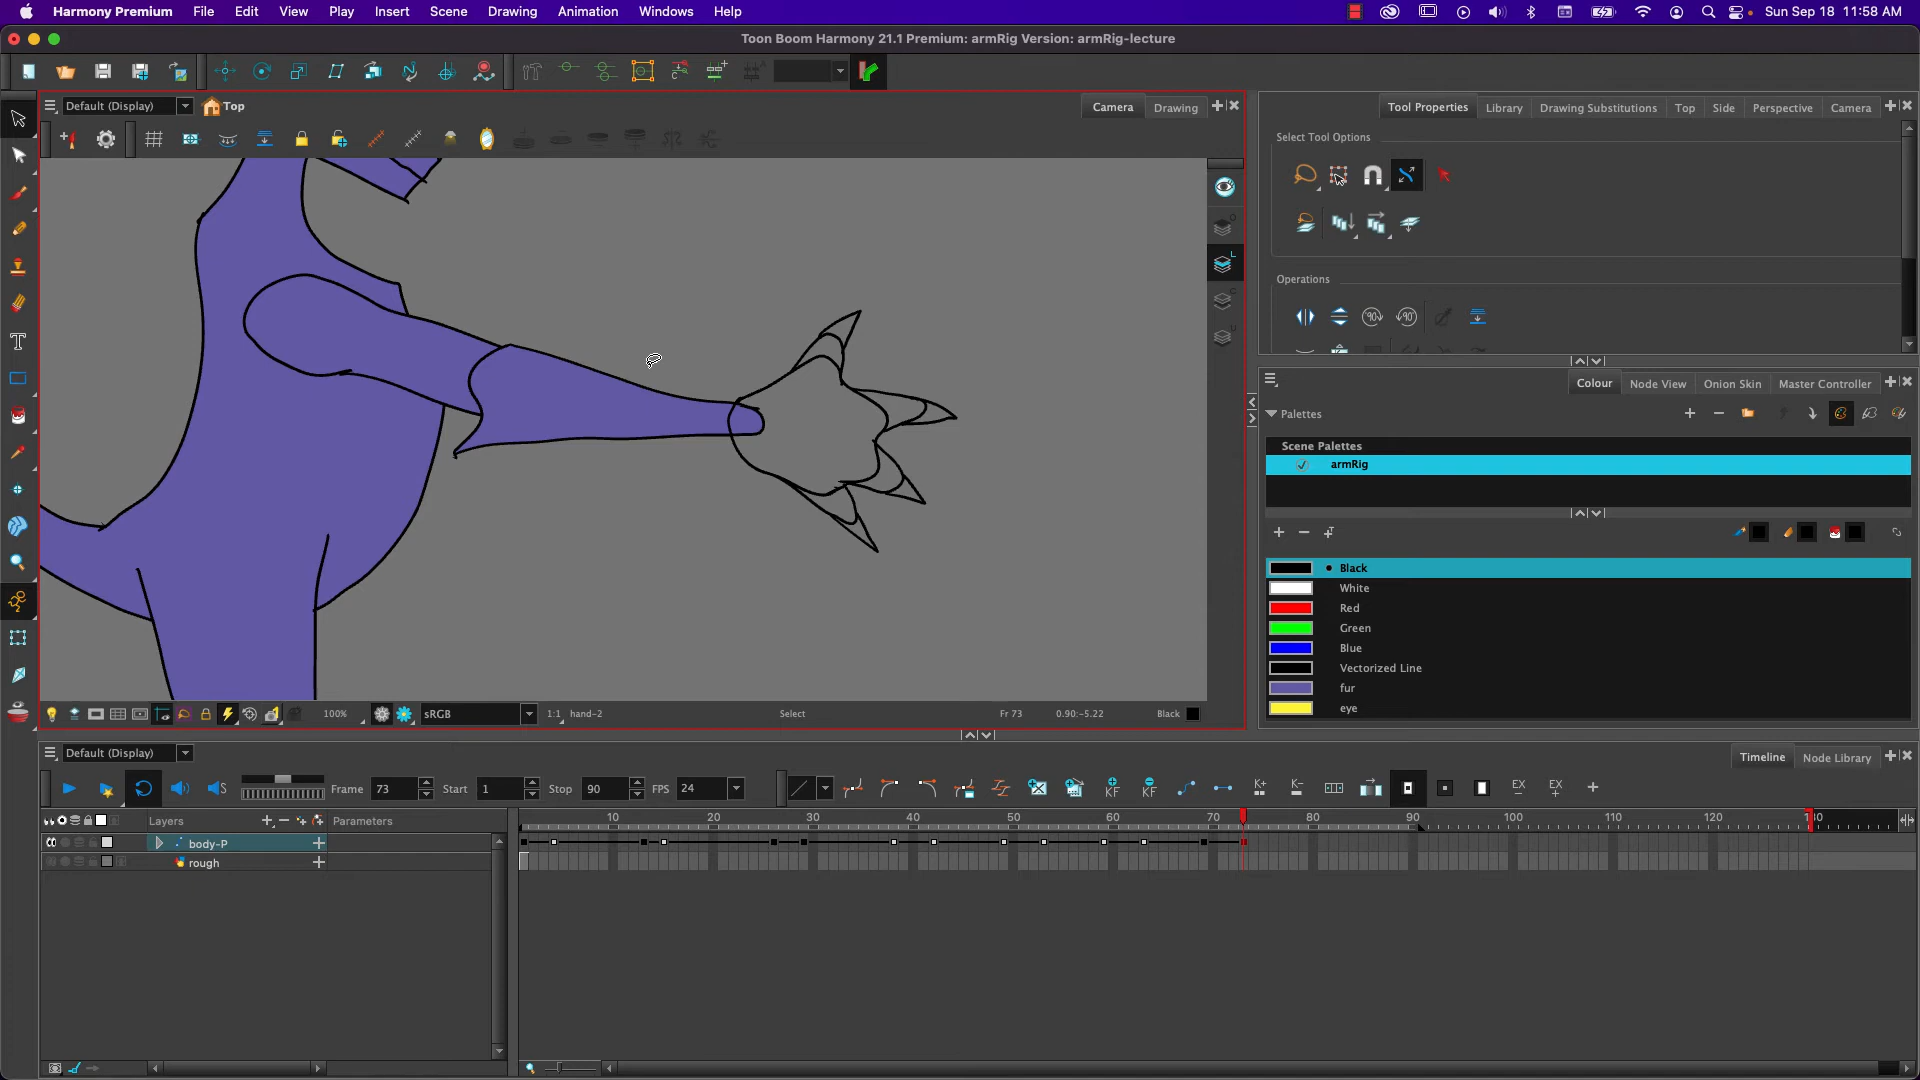 Harmony Premium File Edit View Play Insert Scene Drawing Animation Windows Help Sun Sep 18 11:58 AM
Toon Boom Harmony 21.1 Premium: armRig Version: armRig-lecture
Default (Display) Top Camera Drawing
Tool Properties Library Drawing Substitutions Top Side Perspective Camera
Select Tool Options
Operations
Colour Node View Onion Skin Master Controller
Palettes
Scene Palettes
armRig
Black
White
Red
Green
Blue
Vectorized Line
fur
eye
100% sRGB 1:1 hand-2 Select Fr 73 0.90:-5.22 Black
Default (Display) Timeline Node Library
Frame 73 Start 1 Stop 90 FPS 24 KF KF K+ K- EX EX
Layers Parameters 10 20 30 40 50 60 70 80 90 100 110 120
body-P
rough